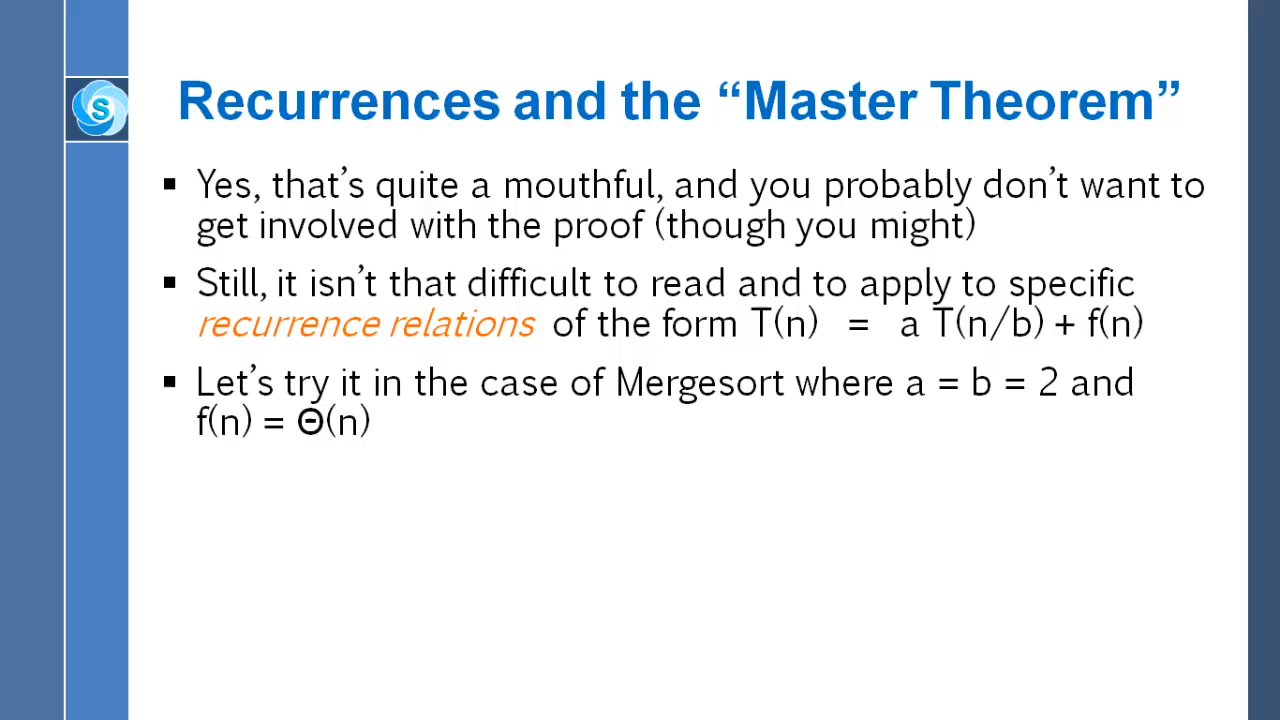 S
Recurrences and the “Master Theorem”
▪ Yes, that’s quite a mouthful, and you probably don’t want to
get involved with the proof (though you might)
▪ Still, it isn’t that difficult to read and to apply to specific
recurrence relations of the form T(n) = a T(n/b) + f(n)
▪ Let’s try it in the case of Mergesort where a = b = 2 and
f(n) = Θ(n)